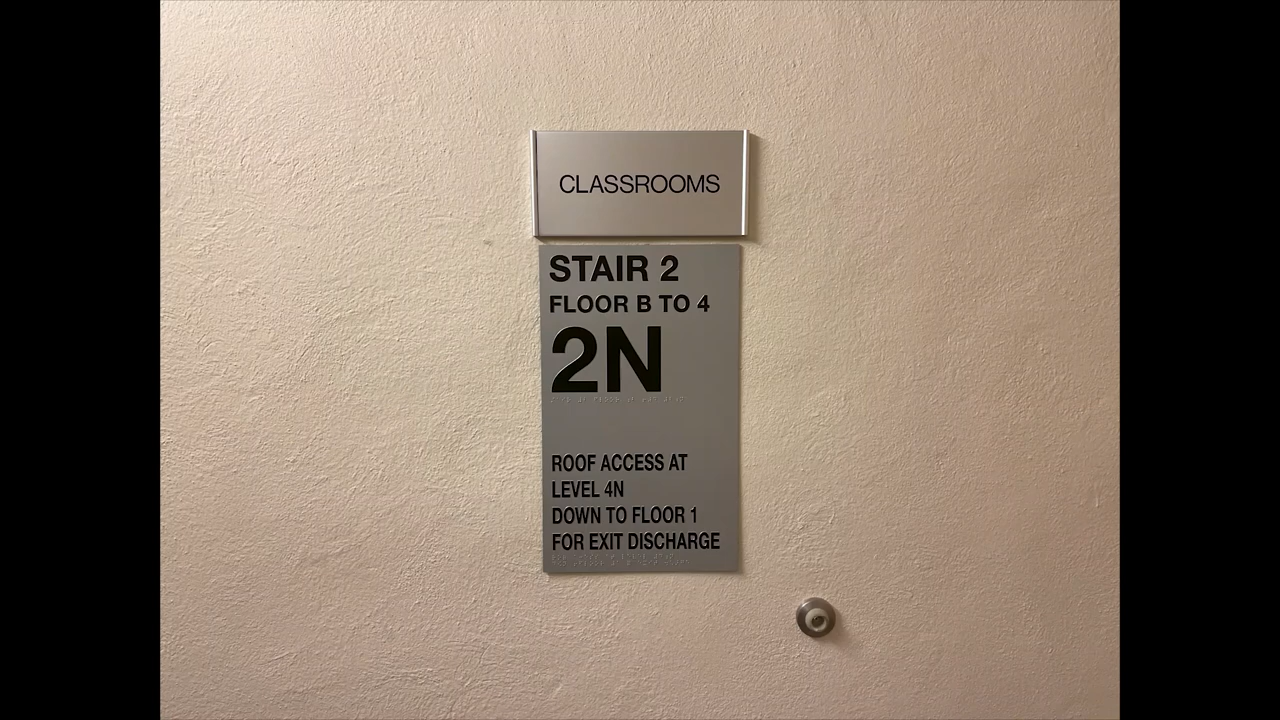 CLASSROOMS
STAIR 2
FLOOR B TO 4
2N
ROOF ACCESS AT
LEVEL 4N
DOWN TO FLOOR 1
FOR EXIT DISCHARGE